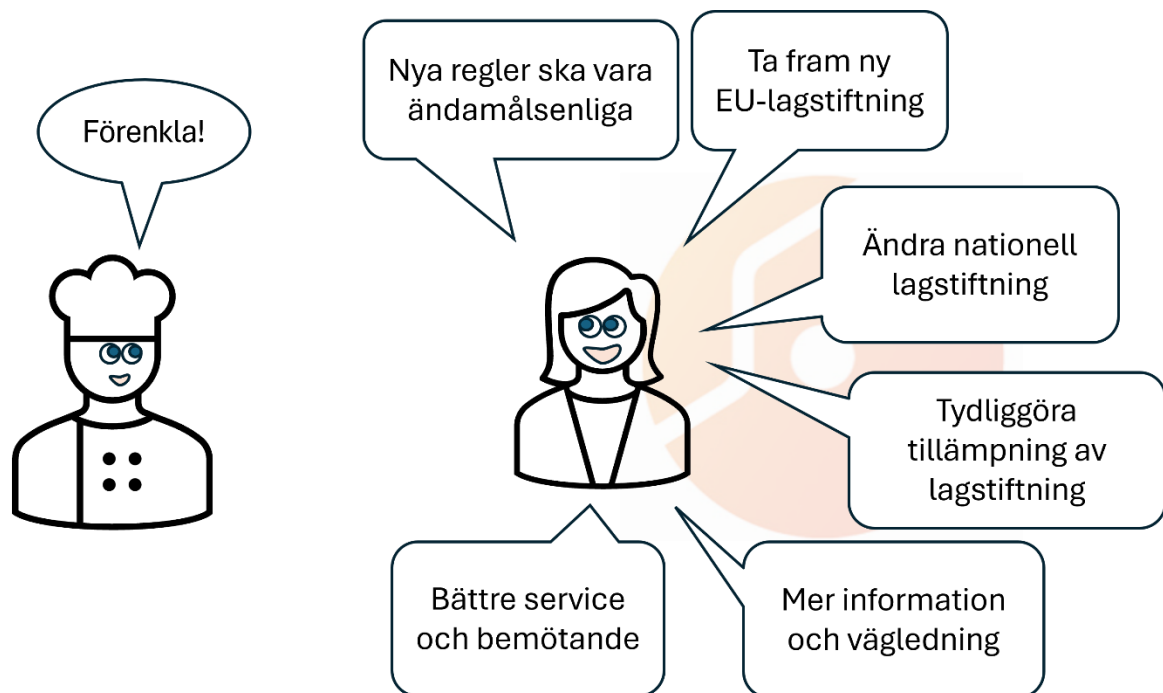 Förenkla!
Nya regler ska vara
ändamålsenliga
Ta fram ny
EU-lagstiftning
Ändra nationell
lagstiftning
Tydliggöra
tillämpning av
lagstiftning
Mer information
och vägledning
Bättre service
och bemötande